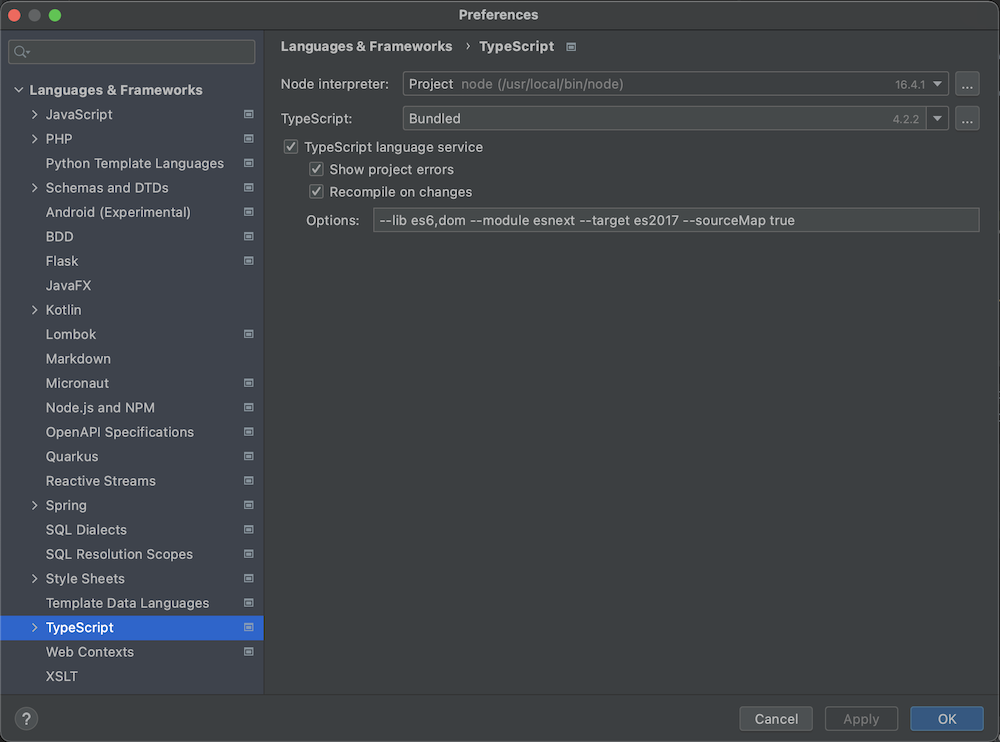 Preferences
Languages & Frameworks
JavaScript
PHP
Python Template Languages
Schemas and DTDs
Android (Experimental)
BDD
Flask
JavaFX
Kotlin
Lombok
Markdown
Micronaut
Node.js and NPM
OpenAPI Specifications
Quarkus
Reactive Streams
Spring
SQL Dialects
SQL Resolution Scopes
Style Sheets
Template Data Languages
TypeScript
Web Contexts
XSLT
Languages & Frameworks › TypeScript
Node interpreter: Project node (/usr/local/bin/node) 16.4.1 ...
TypeScript: Bundled 4.2.2 ...
TypeScript language service
Show project errors
Recompile on changes
Options: --lib es6,dom --module esnext --target es2017 --sourceMap true
? Cancel Apply OK